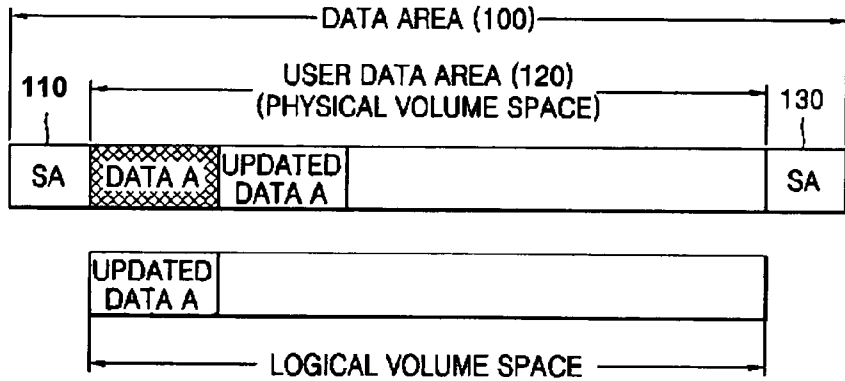 DATA AREA (100)
USER DATA AREA (120)
(PHYSICAL VOLUME SPACE)
110
130
SA
DATA A
UPDATED
DATA A
SA
UPDATED
DATA A
LOGICAL VOLUME SPACE